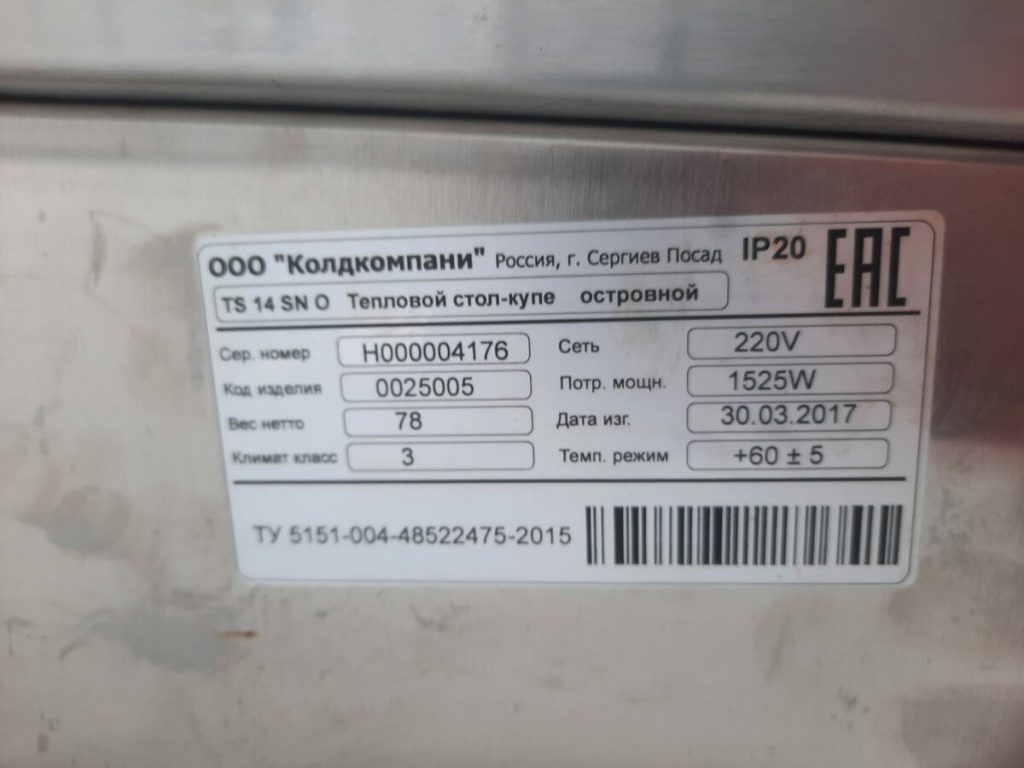 ООО "Колдкомпани" Россия, г. Сергиев Посад IP20 EAC
TS 14 SN O Тепловой стол-купе островной
Сер. номер Н000004176 Сеть 220V
Код изделия 0025005 Потр. мощн. 1525W
Вес нетто 78 Дата изг. 30.03.2017
Климат класс 3 Темп. режим +60 ± 5
ТУ 5151-004-48522475-2015